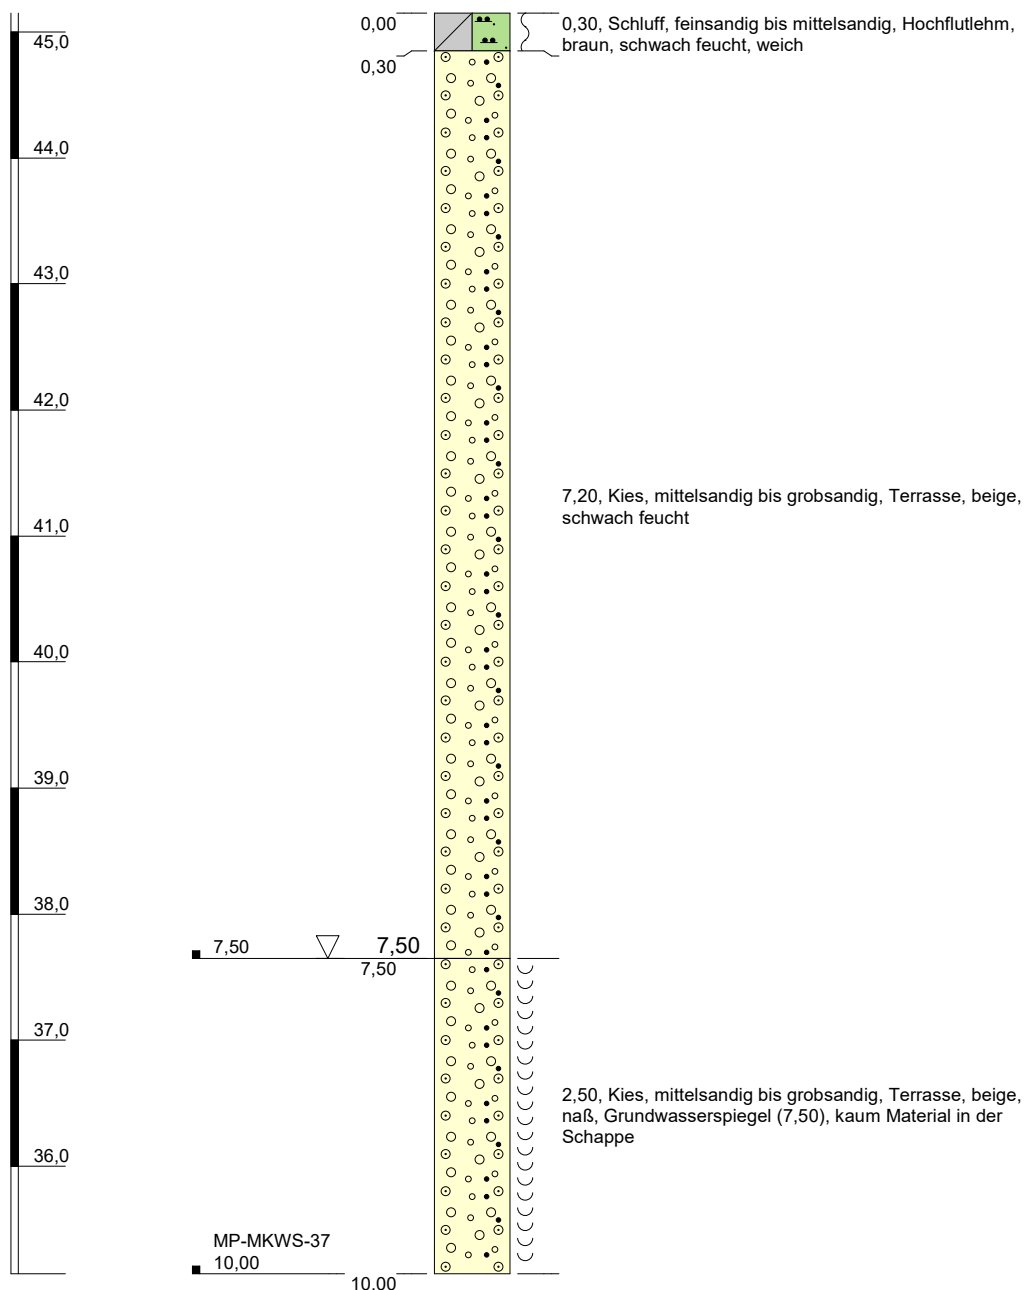 0,00
0,30, Schluff, feinsandig bis mittelsandig, Hochflutlehm,
braun, schwach feucht, weich
45,0
0,30
44,0
43,0
42,0
7,20, Kies, mittelsandig bis grobsandig, Terrasse, beige,
schwach feucht
41,0
40,0
39,0
38,0
7,50
7,50
7,50
37,0
2,50, Kies, mittelsandig bis grobsandig, Terrasse, beige,
naß, Grundwasserspiegel (7,50), kaum Material in der
Schappe
36,0
MP-MKWS-37
10,00
10,00